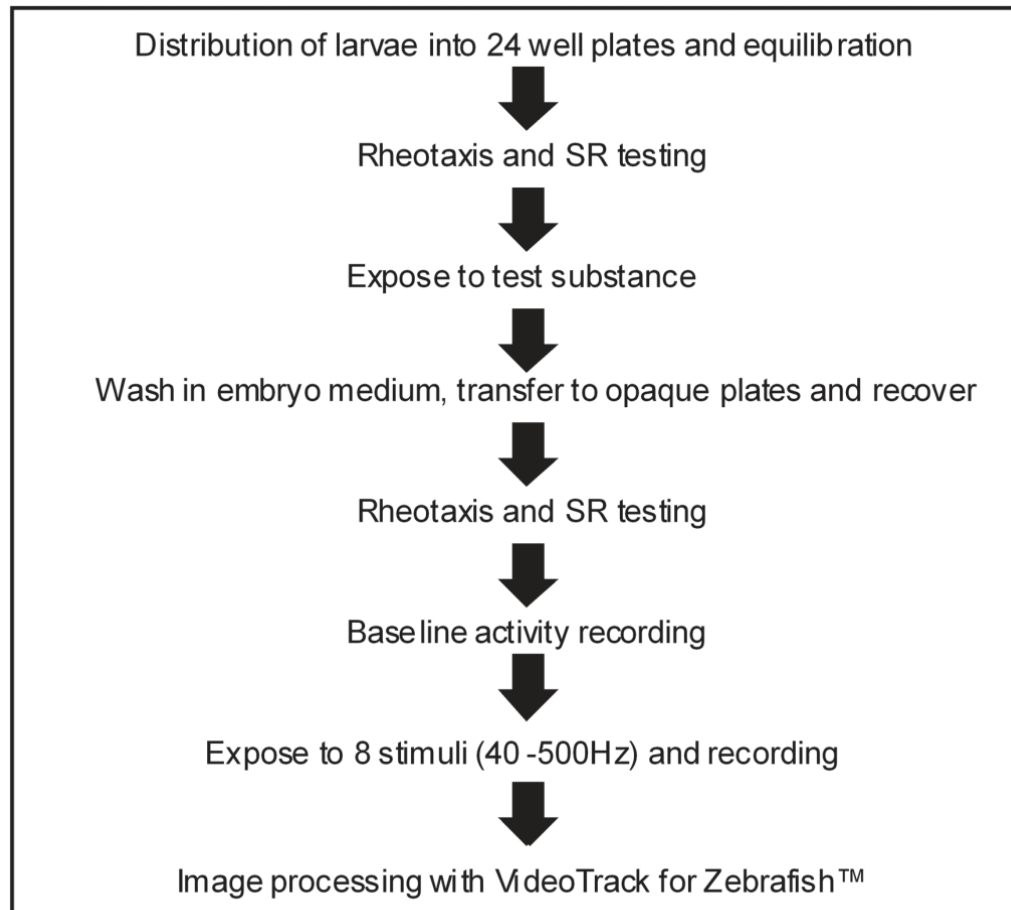 Distribution of larvae into 24 well plates and equilibration
Rheotaxis and SR testing
Expose to test substance
Wash in embryo medium, transfer to opaque plates and recover
Rheotaxis and SR testing
Baseline activity recording
Expose to 8 stimuli (40 -500Hz) and recording
Image processing with VideoTrack for Zebrafish™